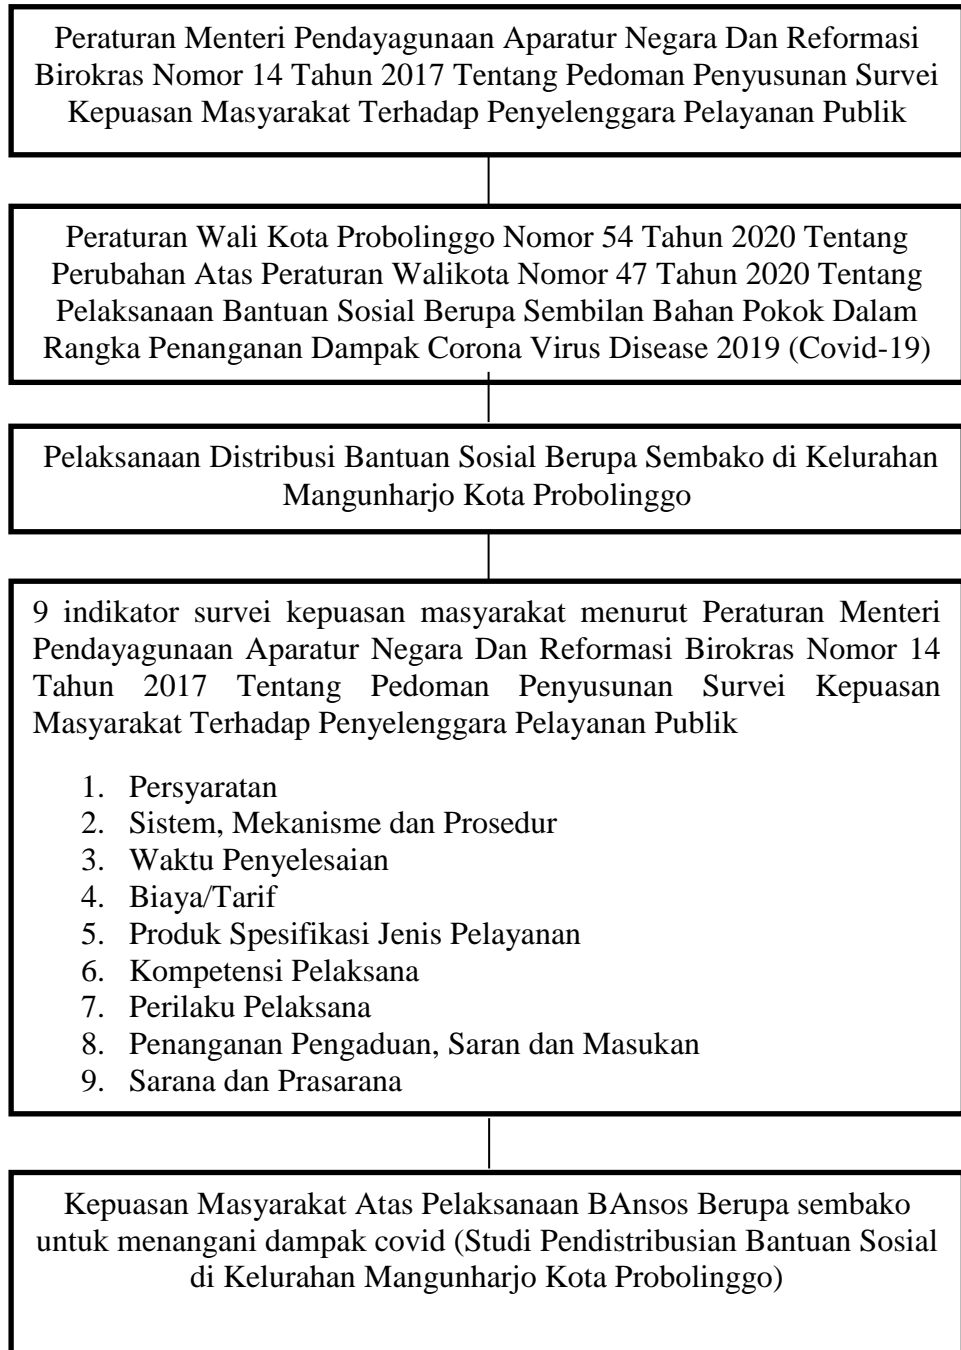 Peraturan Menteri Pendayagunaan Aparatur Negara Dan Reformasi
Birokras Nomor 14 Tahun 2017 Tentang Pedoman Penyusunan Survei
Kepuasan Masyarakat Terhadap Penyelenggara Pelayanan Publik
Peraturan Wali Kota Probolinggo Nomor 54 Tahun 2020 Tentang
Perubahan Atas Peraturan Walikota Nomor 47 Tahun 2020 Tentang
Pelaksanaan Bantuan Sosial Berupa Sembilan Bahan Pokok Dalam
Rangka Penanganan Dampak Corona Virus Disease 2019 (Covid-19)
Pelaksanaan Distribusi Bantuan Sosial Berupa Sembako di Kelurahan
Mangunharjo Kota Probolinggo
9 indikator survei kepuasan masyarakat menurut Peraturan Menteri
Pendayagunaan Aparatur Negara Dan Reformasi Birokras Nomor 14
Tahun 2017 Tentang Pedoman Penyusunan Survei Kepuasan
Masyarakat Terhadap Penyelenggara Pelayanan Publik
1. Persyaratan
2. Sistem, Mekanisme dan Prosedur
3. Waktu Penyelesaian
4. Biaya/Tarif
5. Produk Spesifikasi Jenis Pelayanan
6. Kompetensi Pelaksana
7. Perilaku Pelaksana
8. Penanganan Pengaduan, Saran dan Masukan
9. Sarana dan Prasarana
Kepuasan Masyarakat Atas Pelaksanaan BAnsos Berupa sembako
untuk menangani dampak covid (Studi Pendistribusian Bantuan Sosial
di Kelurahan Mangunharjo Kota Probolinggo)